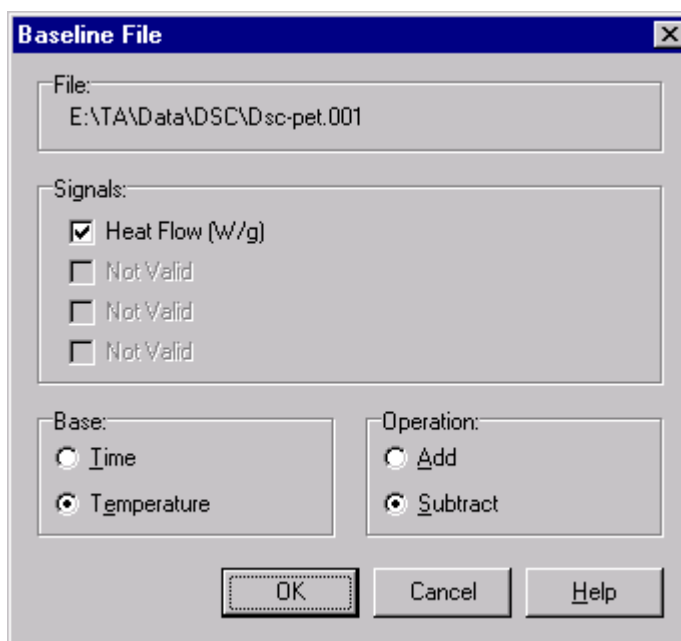 Baseline File
File:
E:\TA\Data\DSC\Dsc-pet.001
Signals:
Heat Flow (W/g)
Not Valid
Not Valid
Not Valid
Base:
Time
Temperature
Operation:
Add
Subtract
OK Cancel Help